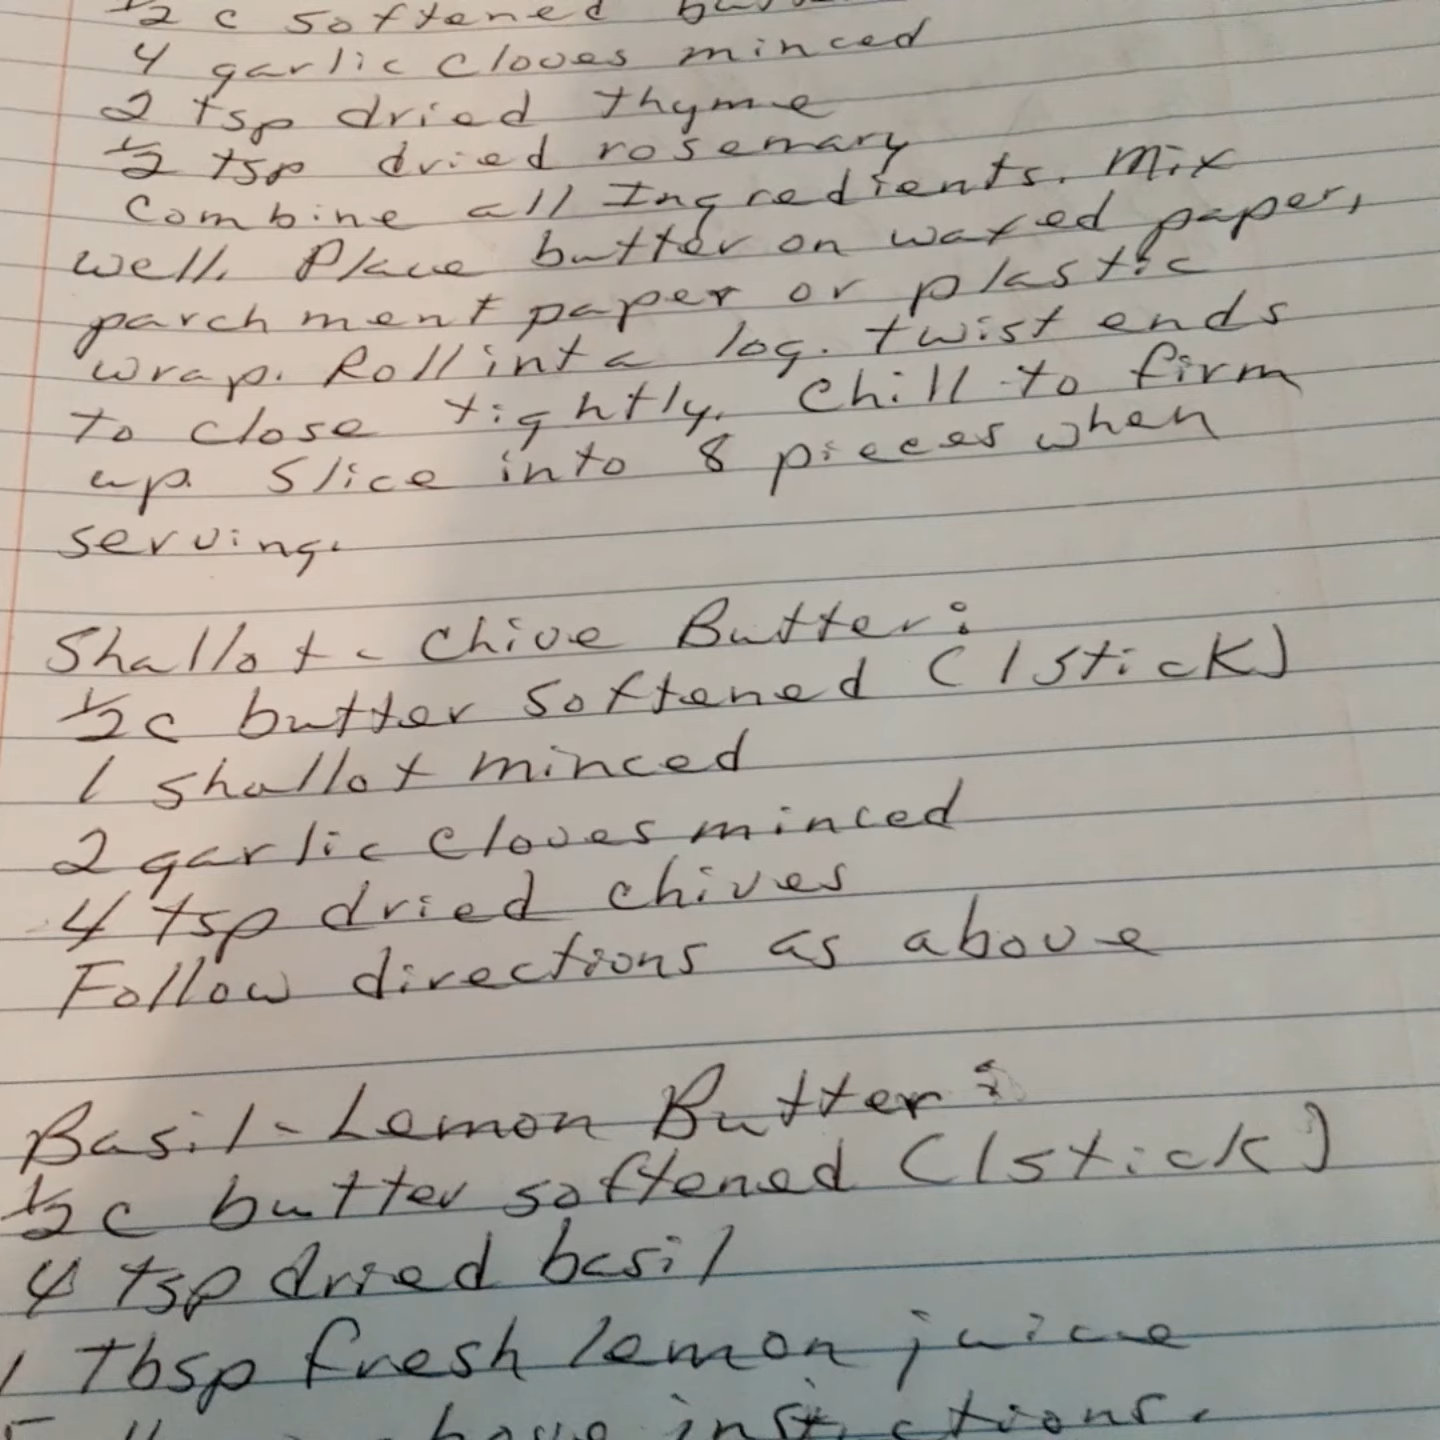 1/2 c softened
4 garlic cloves minced
2 tsp dried thyme
1/2 tsp dried rosemary
Combine all Ingredients. Mix
well. Place butter on waxed paper,
parchment paper or plastic
wrap. Roll into a log. twist ends
to close tightly. Chill to firm
up. Slice into 8 pieces when
serving.
Shallot-Chive Butter:
1/2 c butter softened (1 stick)
1 shallot minced
2 garlic cloves minced
4 tsp dried chives
Follow directions as above
Basil-Lemon Butter:
1/2 c butter softened (1 stick)
4 tsp dried basil
1 Tbsp fresh lemon juice
instructions.